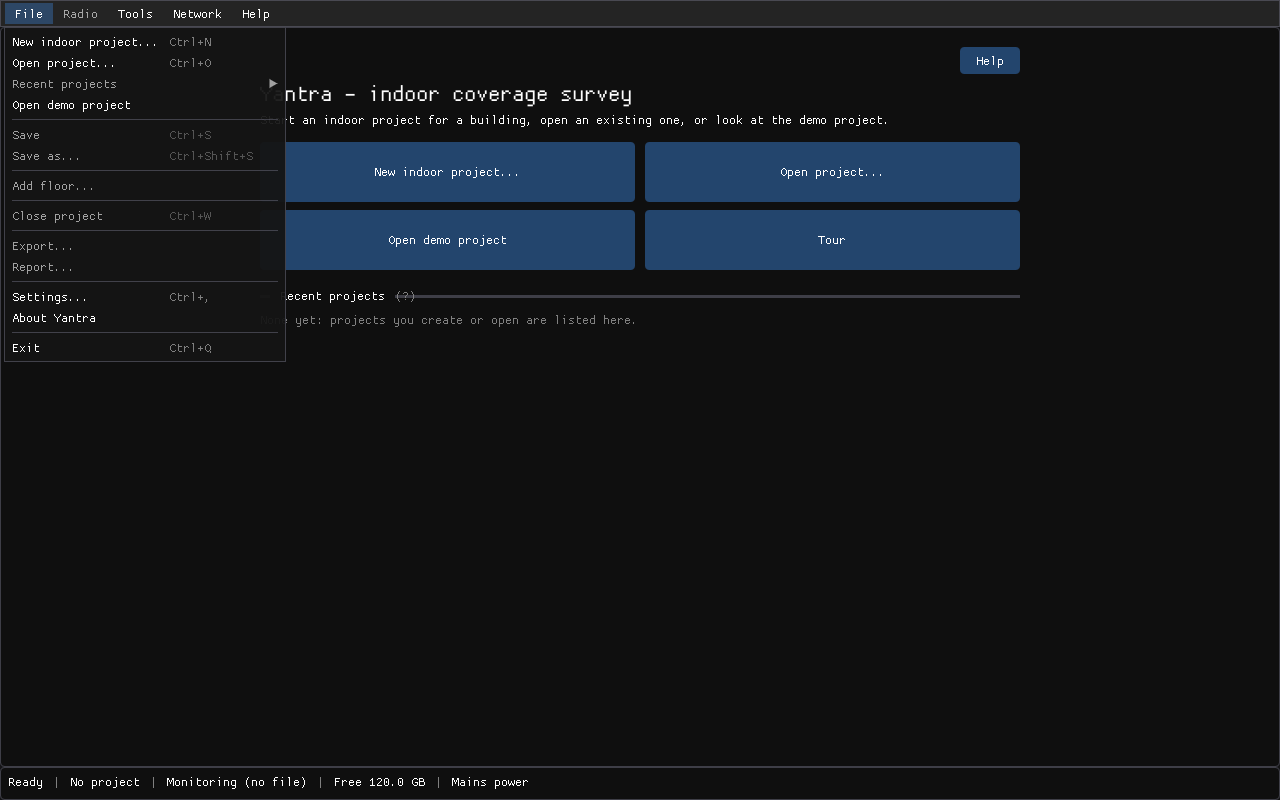 File Radio Tools Network Help
New indoor project... Ctrl+N
Open project... Ctrl+O
Recent projects
Open demo project
Save Ctrl+S
Save as... Ctrl+Shift+S
Add floor...
Close project Ctrl+W
Export...
Report...
Settings... Ctrl+,
About Yantra
Exit Ctrl+Q
Help
Yantra - indoor coverage survey
Start an indoor project for a building, open an existing one, or look at the demo project.
New indoor project... Open project...
Open demo project Tour
Recent projects (?)
None yet: projects you create or open are listed here.
Ready | No project | Monitoring (no file) | Free 120.0 GB | Mains power